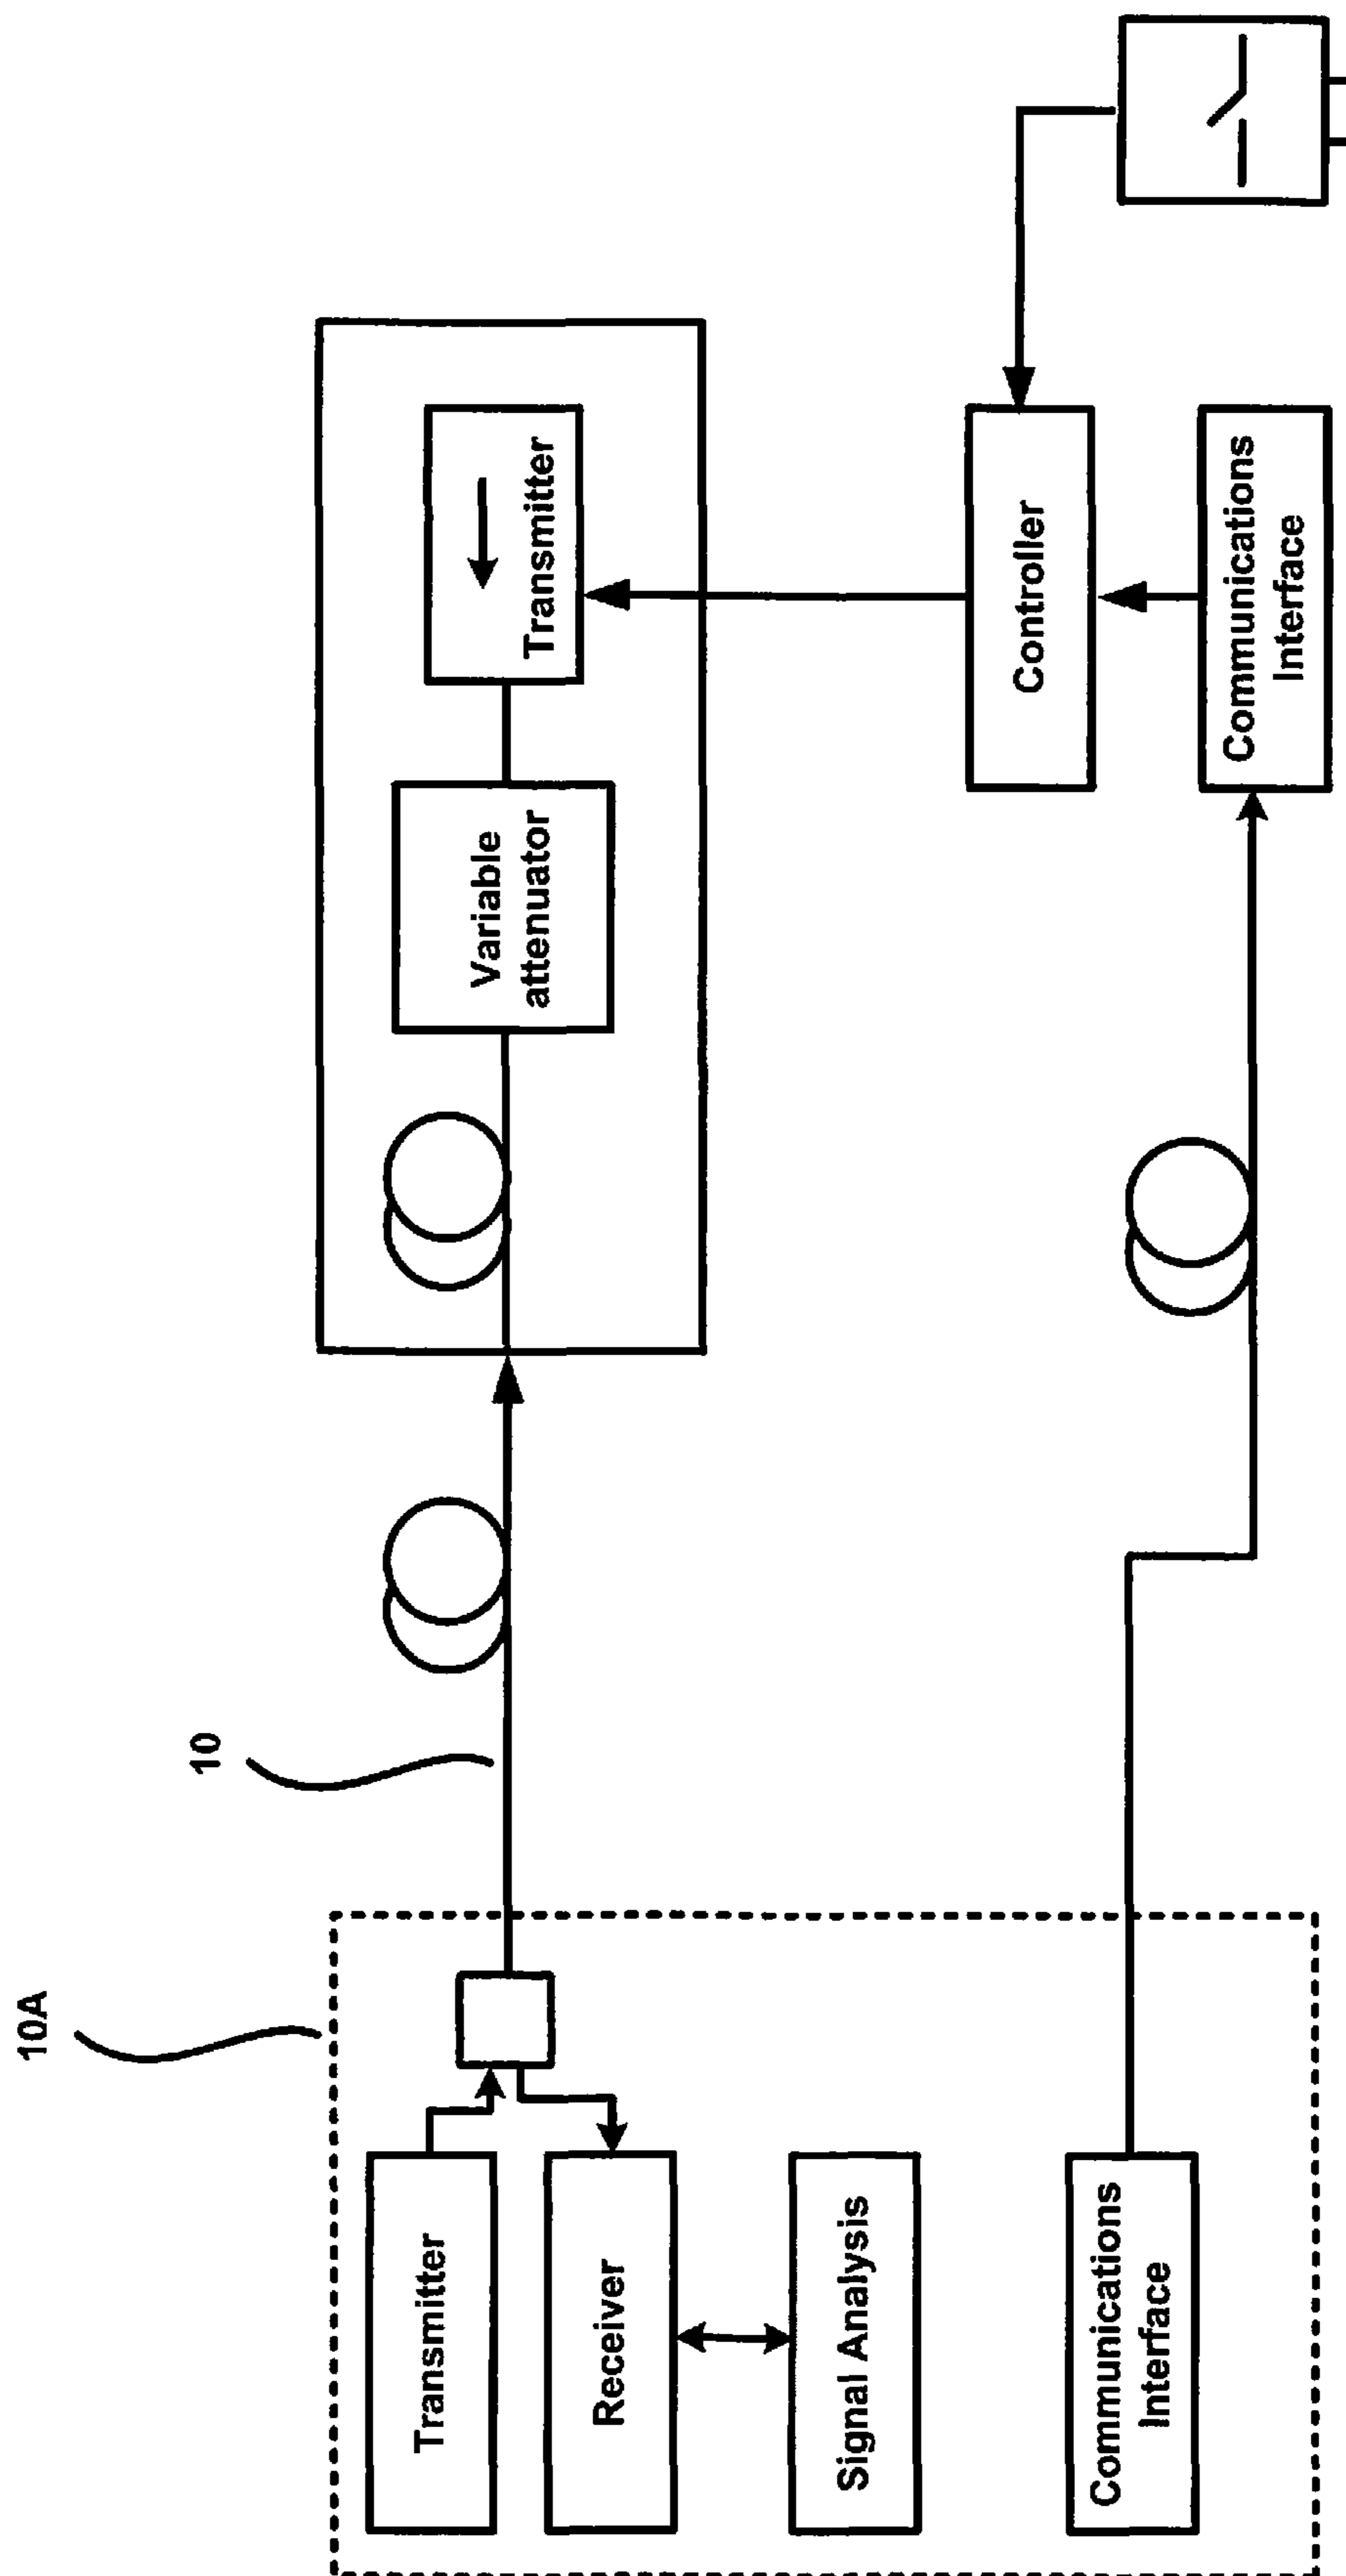 10A
10
Transmitter
Receiver
Signal Analysis
Communications
Interface
Variable
attenuator
Transmitter
Controller
Communications
Interface